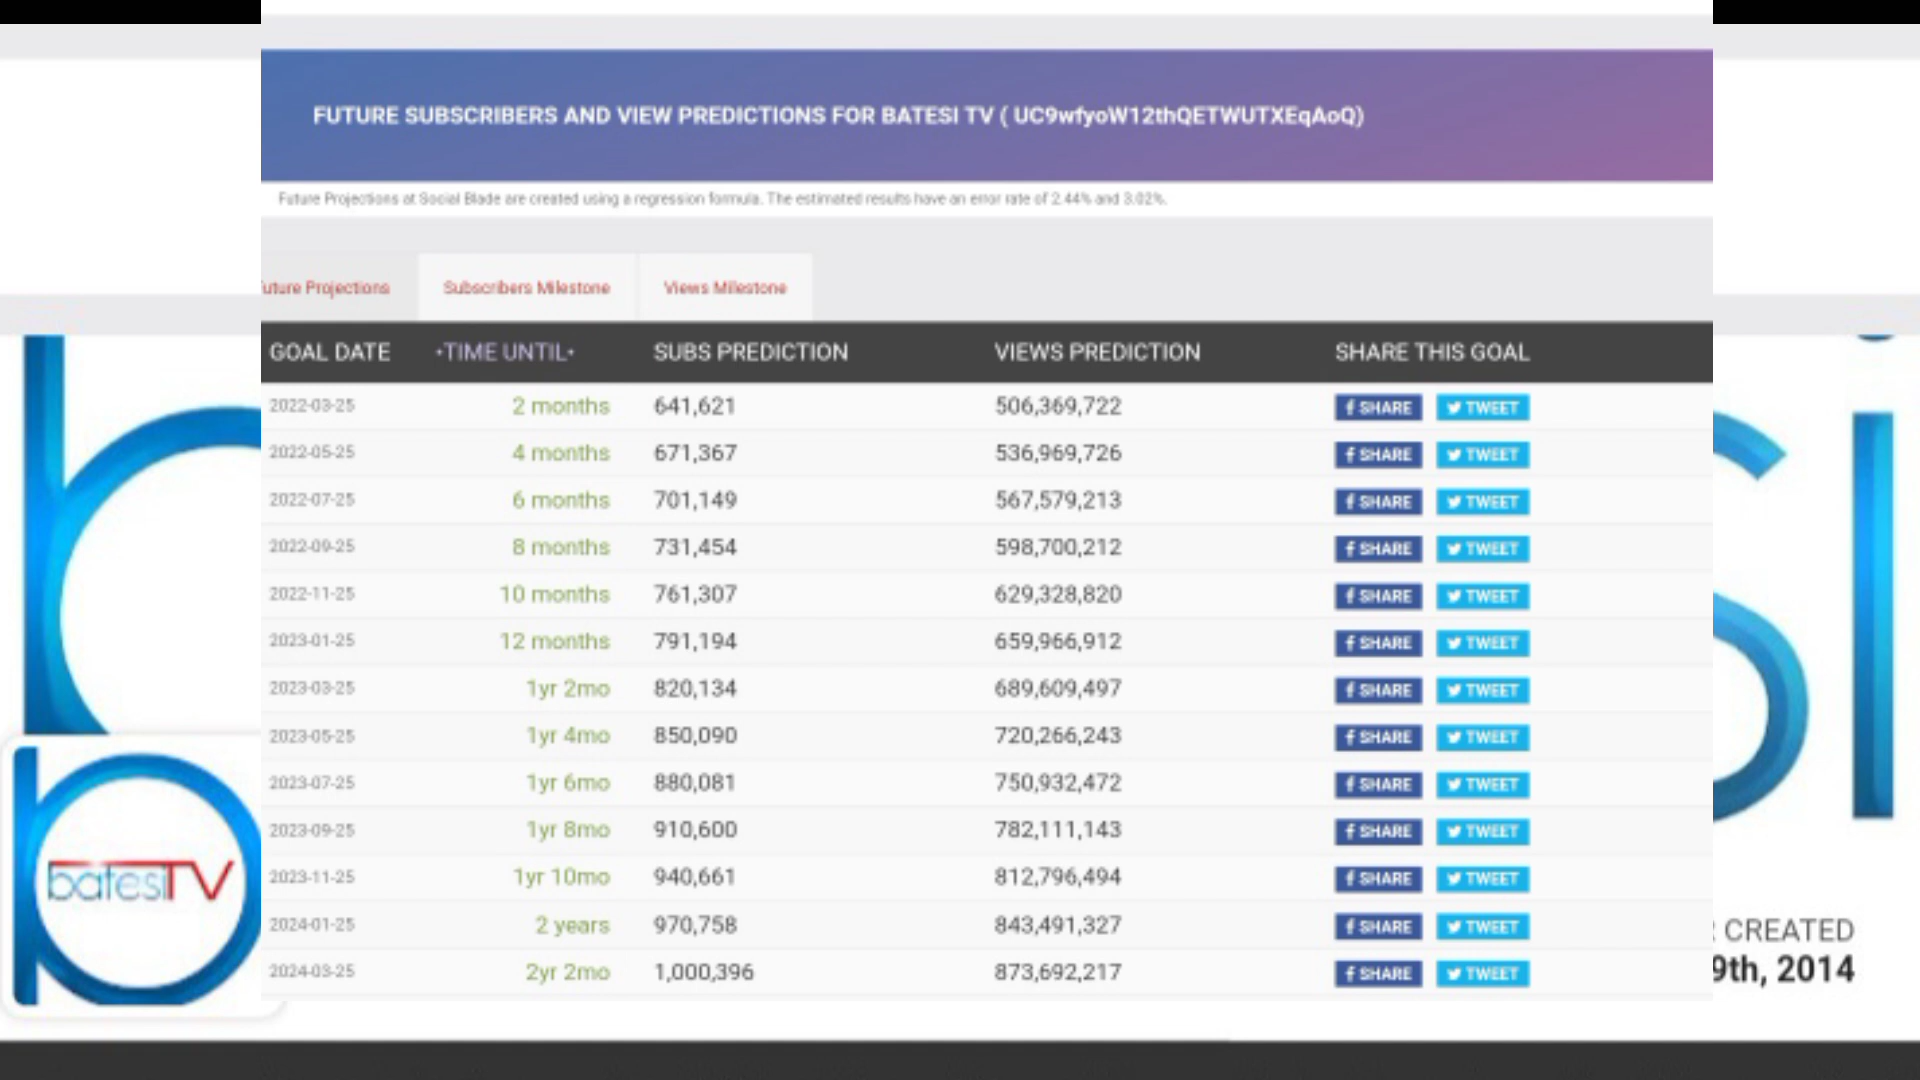 FUTURE SUBSCRIBERS AND VIEW PREDICTIONS FOR BATESI TV ( UC9wfyoW12thQETWUTXEqAoQ)
Future Projections at Social Blade are created using a regression formula. The estimated results have an error rate of 2.44% and 3.02%.
uture Projections Subscribers Milestone Views Milestone
GOAL DATE •TIME UNTIL• SUBS PREDICTION VIEWS PREDICTION SHARE THIS GOAL
2022-03-25 2 months 641,621 506,369,722 SHARE TWEET
2022-05-25 4 months 671,367 536,969,726 SHARE TWEET
2022-07-25 6 months 701,149 567,579,213 SHARE TWEET
2022-09-25 8 months 731,454 598,700,212 SHARE TWEET
2022-11-25 10 months 761,307 629,328,820 SHARE TWEET
2023-01-25 12 months 791,194 659,966,912 SHARE TWEET
2023-03-25 1yr 2mo 820,134 689,609,497 SHARE TWEET
2023-05-25 1yr 4mo 850,090 720,266,243 SHARE TWEET
2023-07-25 1yr 6mo 880,081 750,932,472 SHARE TWEET
2023-09-25 1yr 8mo 910,600 782,111,143 SHARE TWEET
2023-11-25 1yr 10mo 940,661 812,796,494 SHARE TWEET
2024-01-25 2 years 970,758 843,491,327 SHARE TWEET
2024-03-25 2yr 2mo 1,000,396 873,692,217 SHARE TWEET
b
si
batesiTV
CREATED
9th, 2014